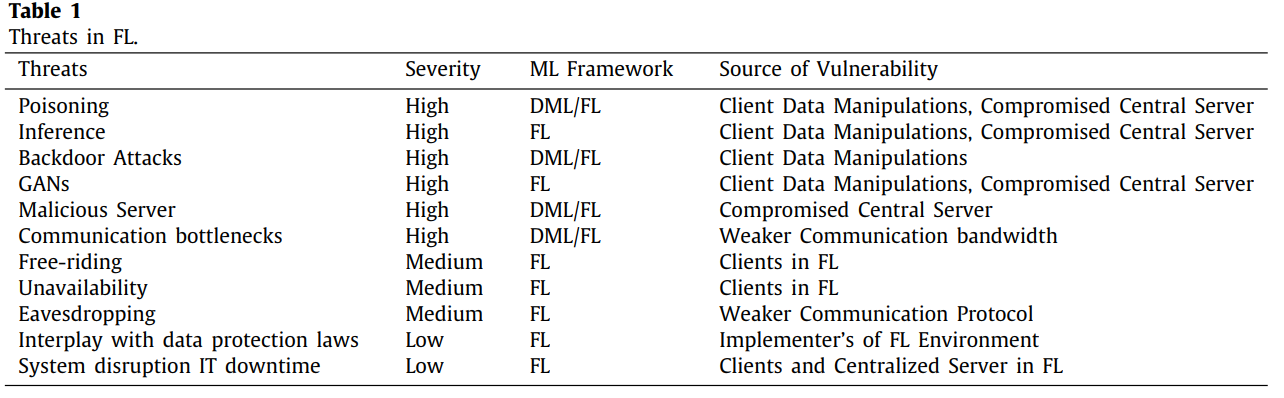 Table 1
Threats in FL.
Threats Severity ML Framework Source of Vulnerability
Poisoning High DML/FL Client Data Manipulations, Compromised Central Server
Inference High FL Client Data Manipulations, Compromised Central Server
Backdoor Attacks High DML/FL Client Data Manipulations
GANs High FL Client Data Manipulations, Compromised Central Server
Malicious Server High DML/FL Compromised Central Server
Communication bottlenecks High DML/FL Weaker Communication bandwidth
Free-riding Medium FL Clients in FL
Unavailability Medium FL Clients in FL
Eavesdropping Medium FL Weaker Communication Protocol
Interplay with data protection laws Low FL Implementer's of FL Environment
System disruption IT downtime Low FL Clients and Centralized Server in FL